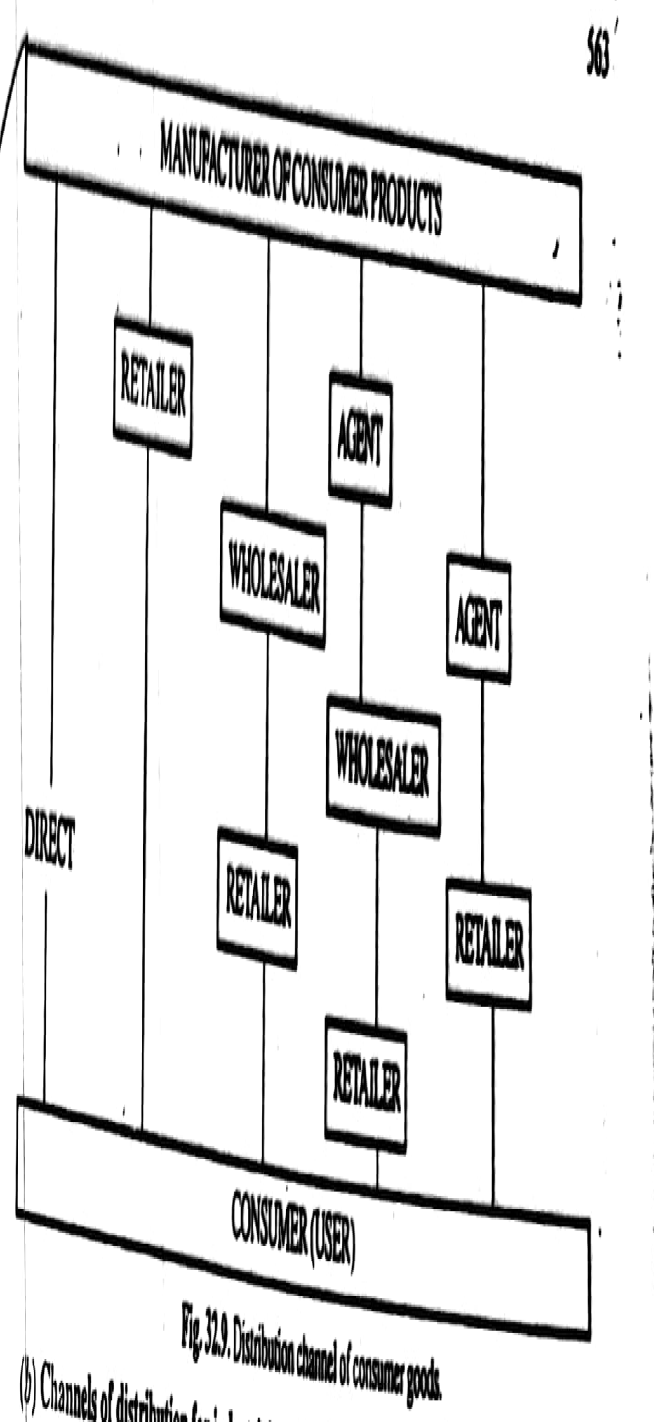 563
MANUFACTURER OF CONSUMER PRODUCTS
RETAILER
AGENT
WHOLESALER
AGENT
WHOLESALER
DIRECT
RETAILER
RETAILER
RETAILER
CONSUMER (USER)
Fig. 32.9. Distribution channel of consumer goods.
(b) Channels of distribution for